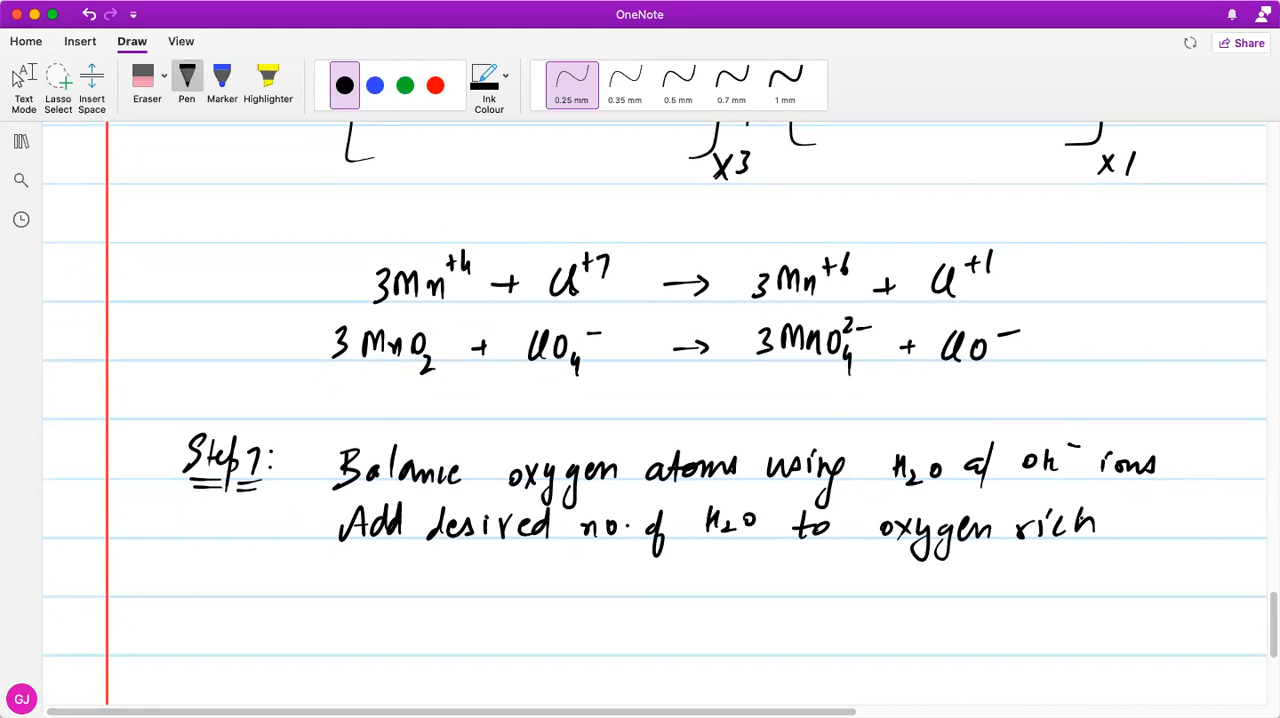 OneNote
Home Insert Draw View
Share
Text Mode
Lasso Select
Insert Space
Eraser
Pen
Marker
Highlighter
Ink Colour
0.25 mm
0.35 mm
0.5 mm
0.7 mm
1 mm
x3 x1
3Mn⁺⁴ + Cl⁺⁷ → 3Mn⁺⁶ + Cl⁺¹
3MnO₂ + ClO₄⁻ → 3MnO₄²⁻ + ClO⁻
Step 7: Balance oxygen atoms using H₂O a/ OH⁻ ions
Add desired no. of H₂O to oxygen rich
GJ